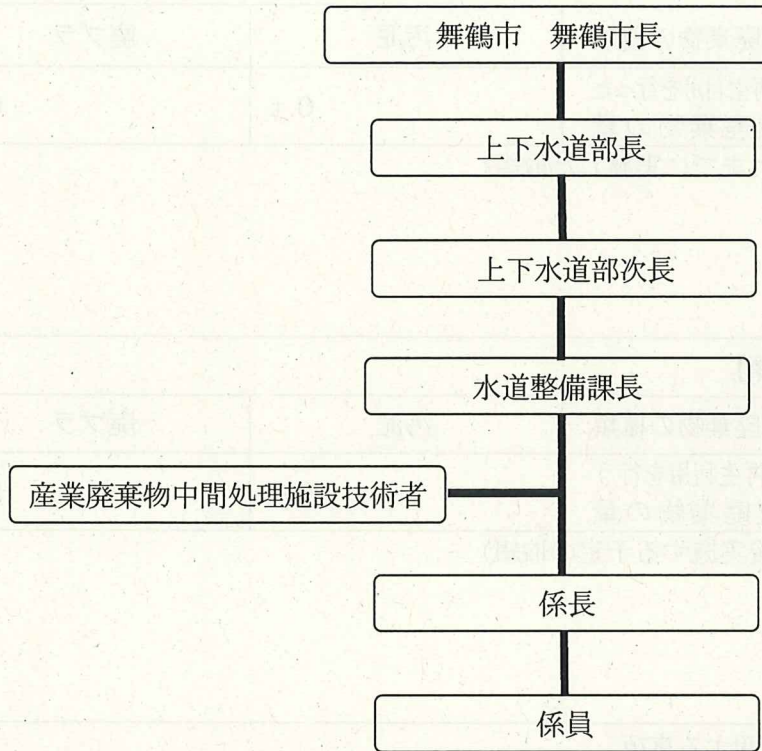 舞鶴市　舞鶴市長
上下水道部長
上下水道部次長
水道整備課長
産業廃棄物中間処理施設技術者
係長
係員